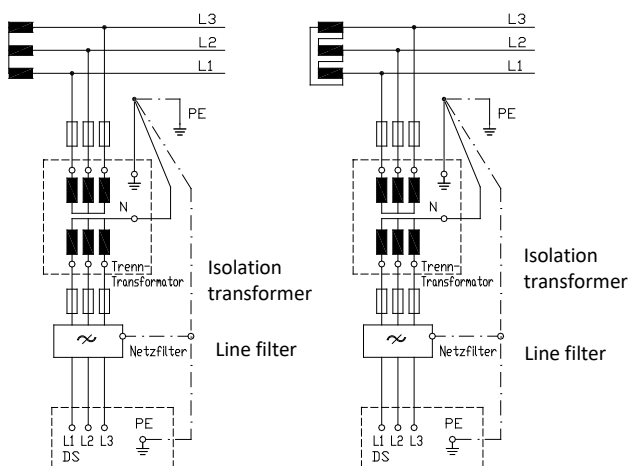 L3
L2
L1
PE
N
Trenn-
Transformator
Isolation
transformer
Netzfilter
Line filter
PE
L1 L2 L3
DS
L3
L2
L1
PE
N
Trenn-
Transformator
Isolation
transformer
Netzfilter
Line filter
PE
L1 L2 L3
DS